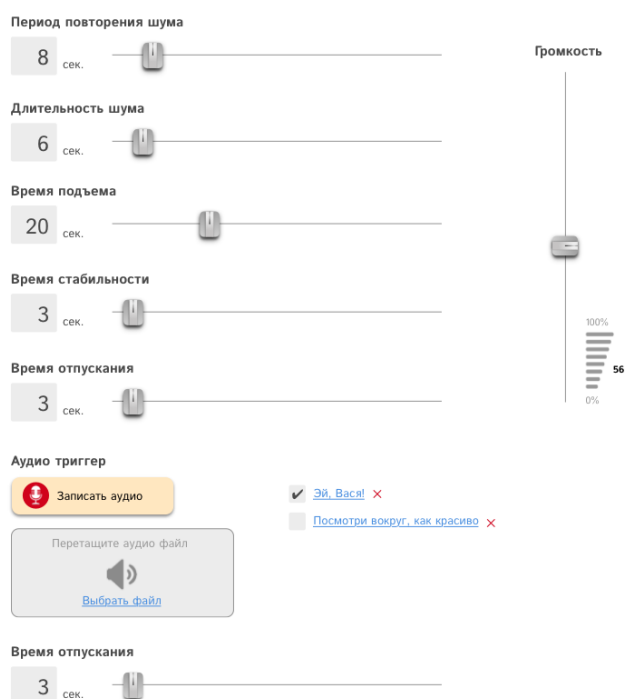 Период повторения шума
8 сек.
Громкость
Длительность шума
6 сек.
Время подъема
20 сек.
Время стабильности
3 сек.
100%
56
0%
Время отпускания
3 сек.
Аудио триггер
Записать аудио
✔ Эй, Вася! ×
Посмотри вокруг, как красиво ×
Перетащите аудио файл
Выбрать файл
Время отпускания
3 сек.